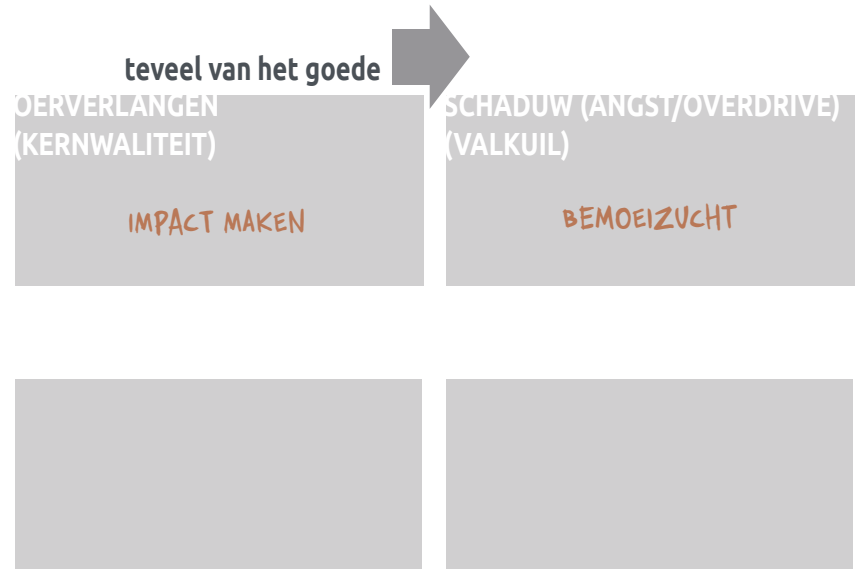 teveel van het goede
OERVERLANGEN
(KERNWALITEIT)
IMPACT MAKEN
SCHADUW (ANGST/OVERDRIVE)
(VALKUIL)
BEMOEIZUCHT